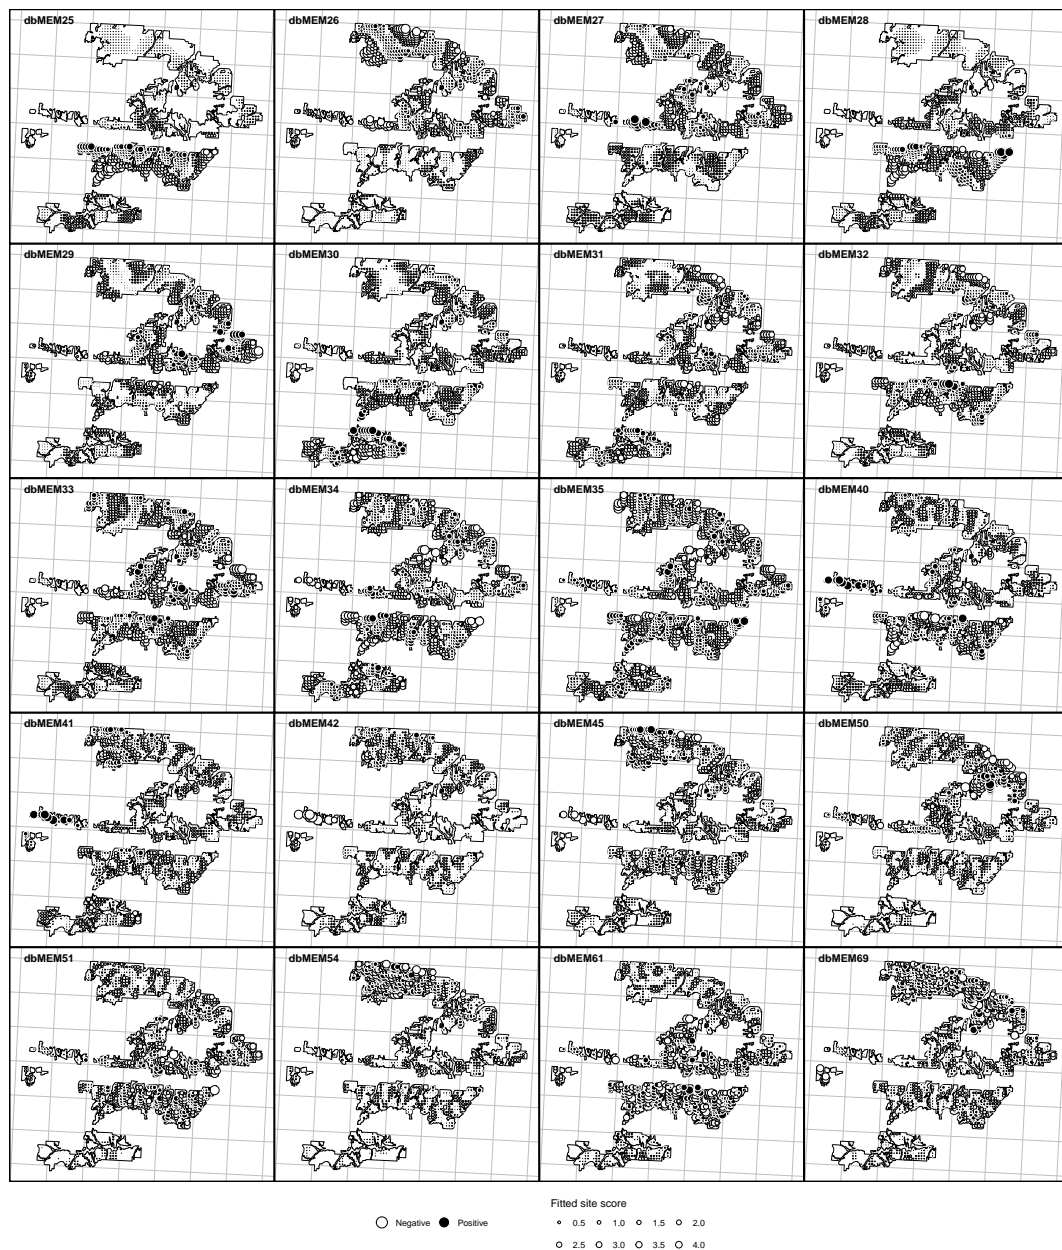 dbMEM25 dbMEM26 dbMEM27 dbMEM28
dbMEM29 dbMEM30 dbMEM31 dbMEM32
dbMEM33 dbMEM34 dbMEM35 dbMEM40
dbMEM41 dbMEM42 dbMEM45 dbMEM50
dbMEM51 dbMEM54 dbMEM61 dbMEM69
Fitted site score
Negative Positive 0.5 1.0 1.5 2.0
2.5 3.0 3.5 4.0